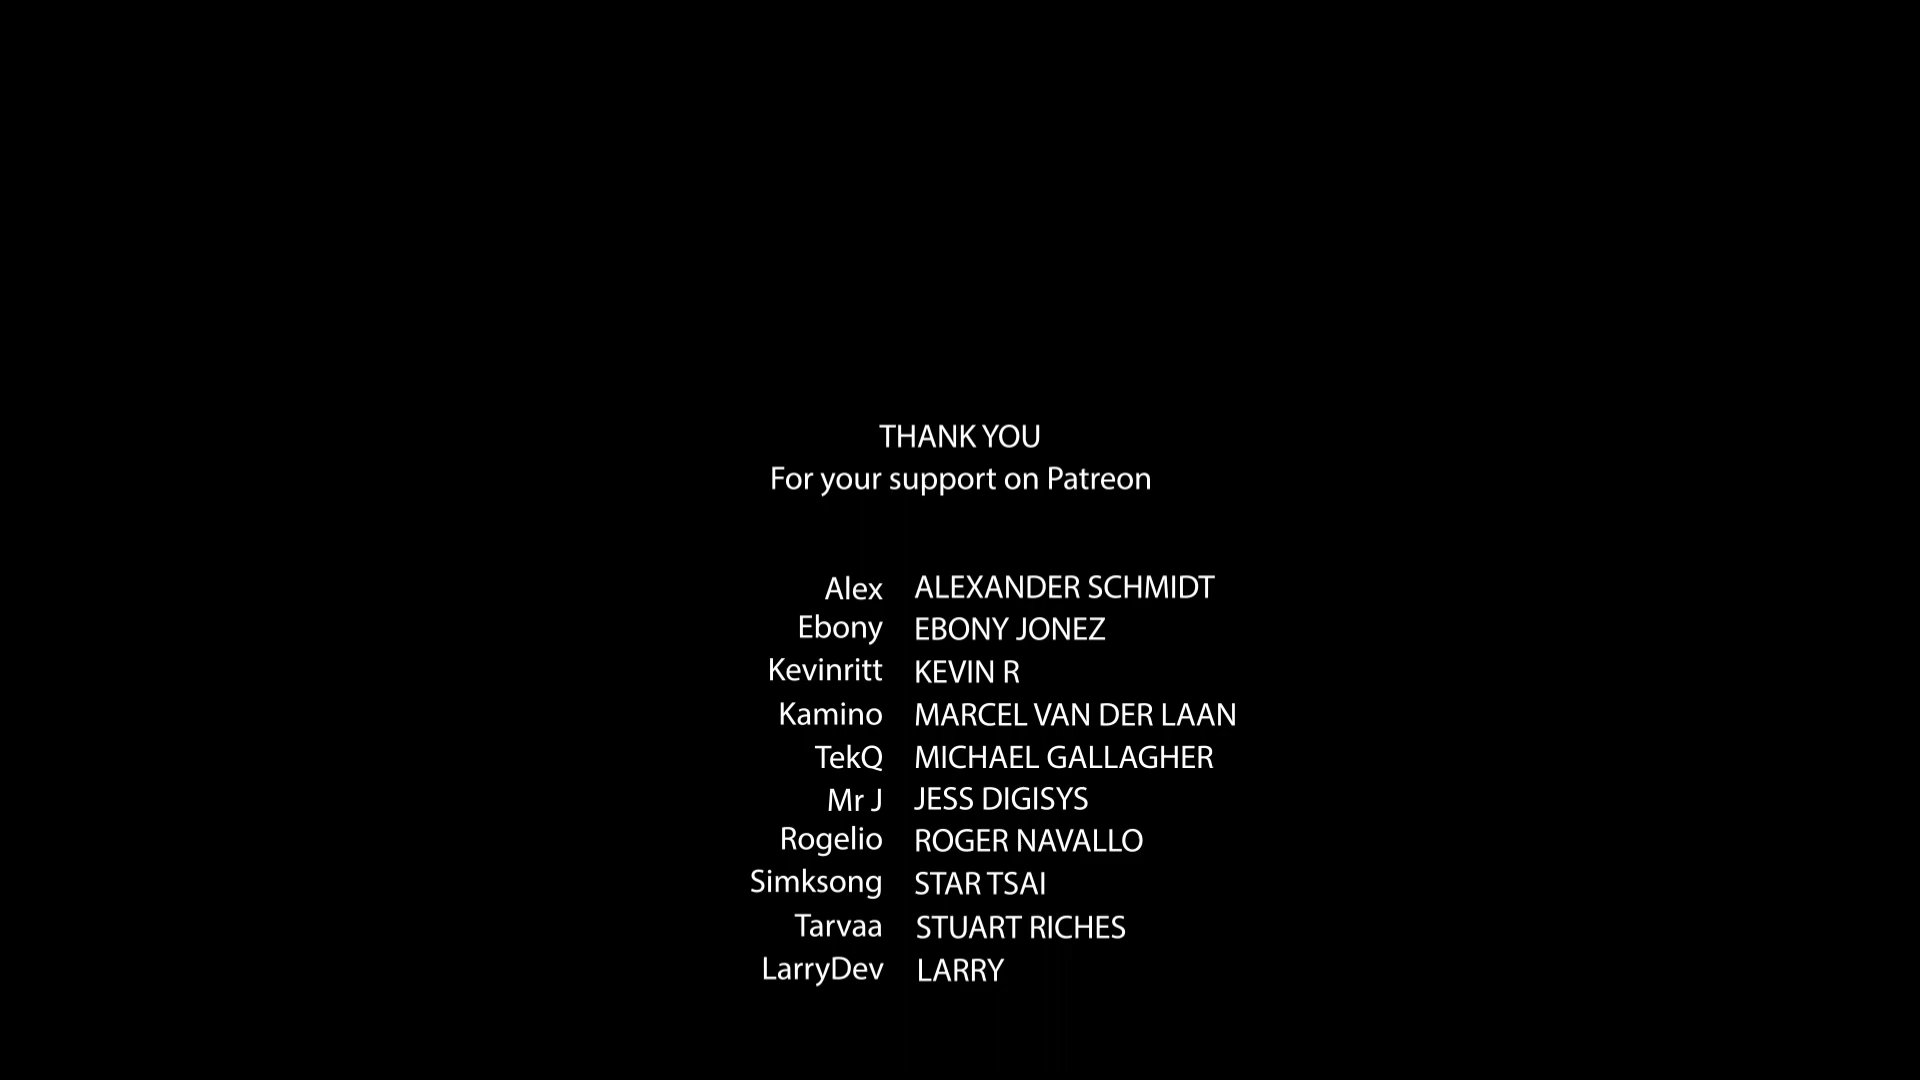 THANK YOU
For your support on Patreon
Alex ALEXANDER SCHMIDT
Ebony EBONY JONEZ
Kevinritt KEVIN R
Kamino MARCEL VAN DER LAAN
TekQ MICHAEL GALLAGHER
Mr J JESS DIGISYS
Rogelio ROGER NAVALLO
Simksong STAR TSAI
Tarvaa STUART RICHES
LarryDev LARRY